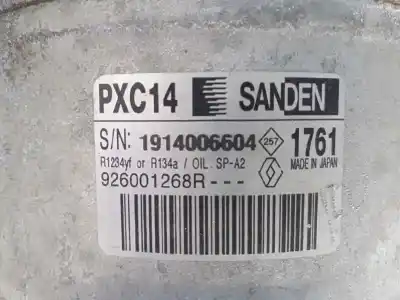 PXC14 SANDEN
S/N: 1914006604 257 1761
R1234yf or R134a / OIL. SP-A2 MADE IN JAPAN
926001268R---